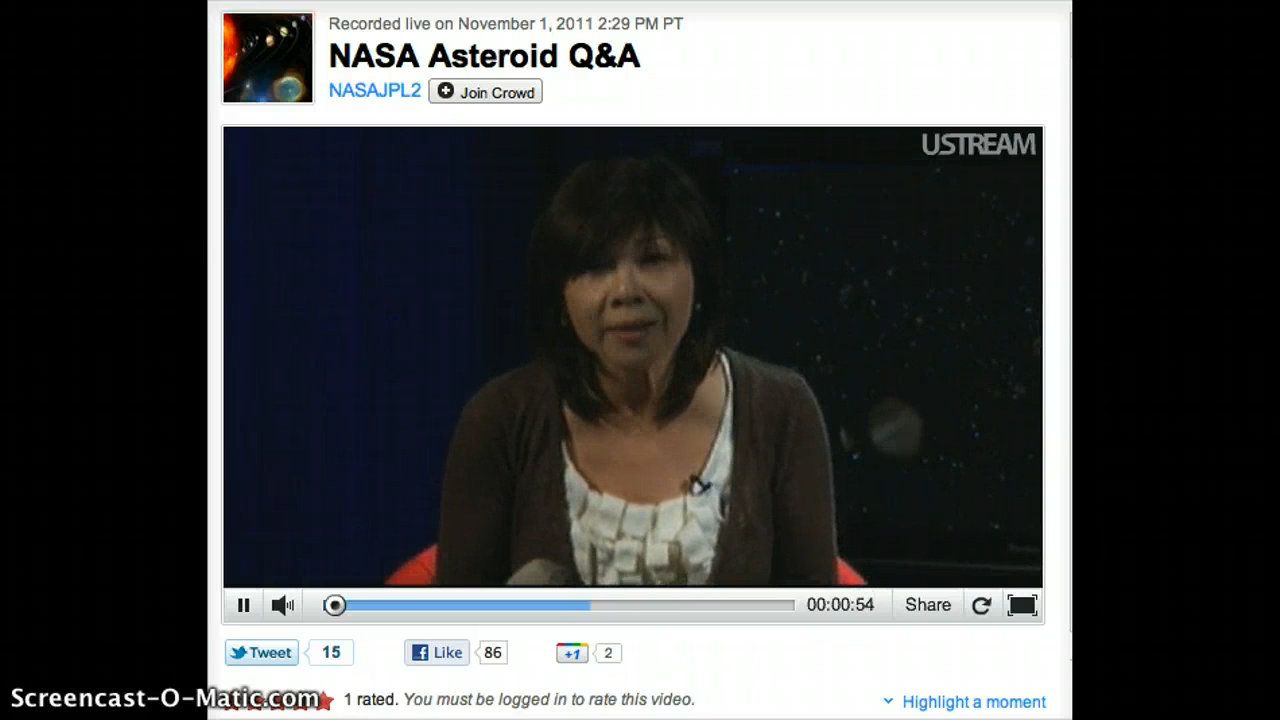 Recorded live on November 1, 2011 2:29 PM PT
NASA Asteroid Q&A
NASAJPL2 Join Crowd
USTREAM
00:00:54 Share
Tweet 15 Like 86 +1 2
Screencast-O-Matic.com 1 rated. You must be logged in to rate this video. Highlight a moment